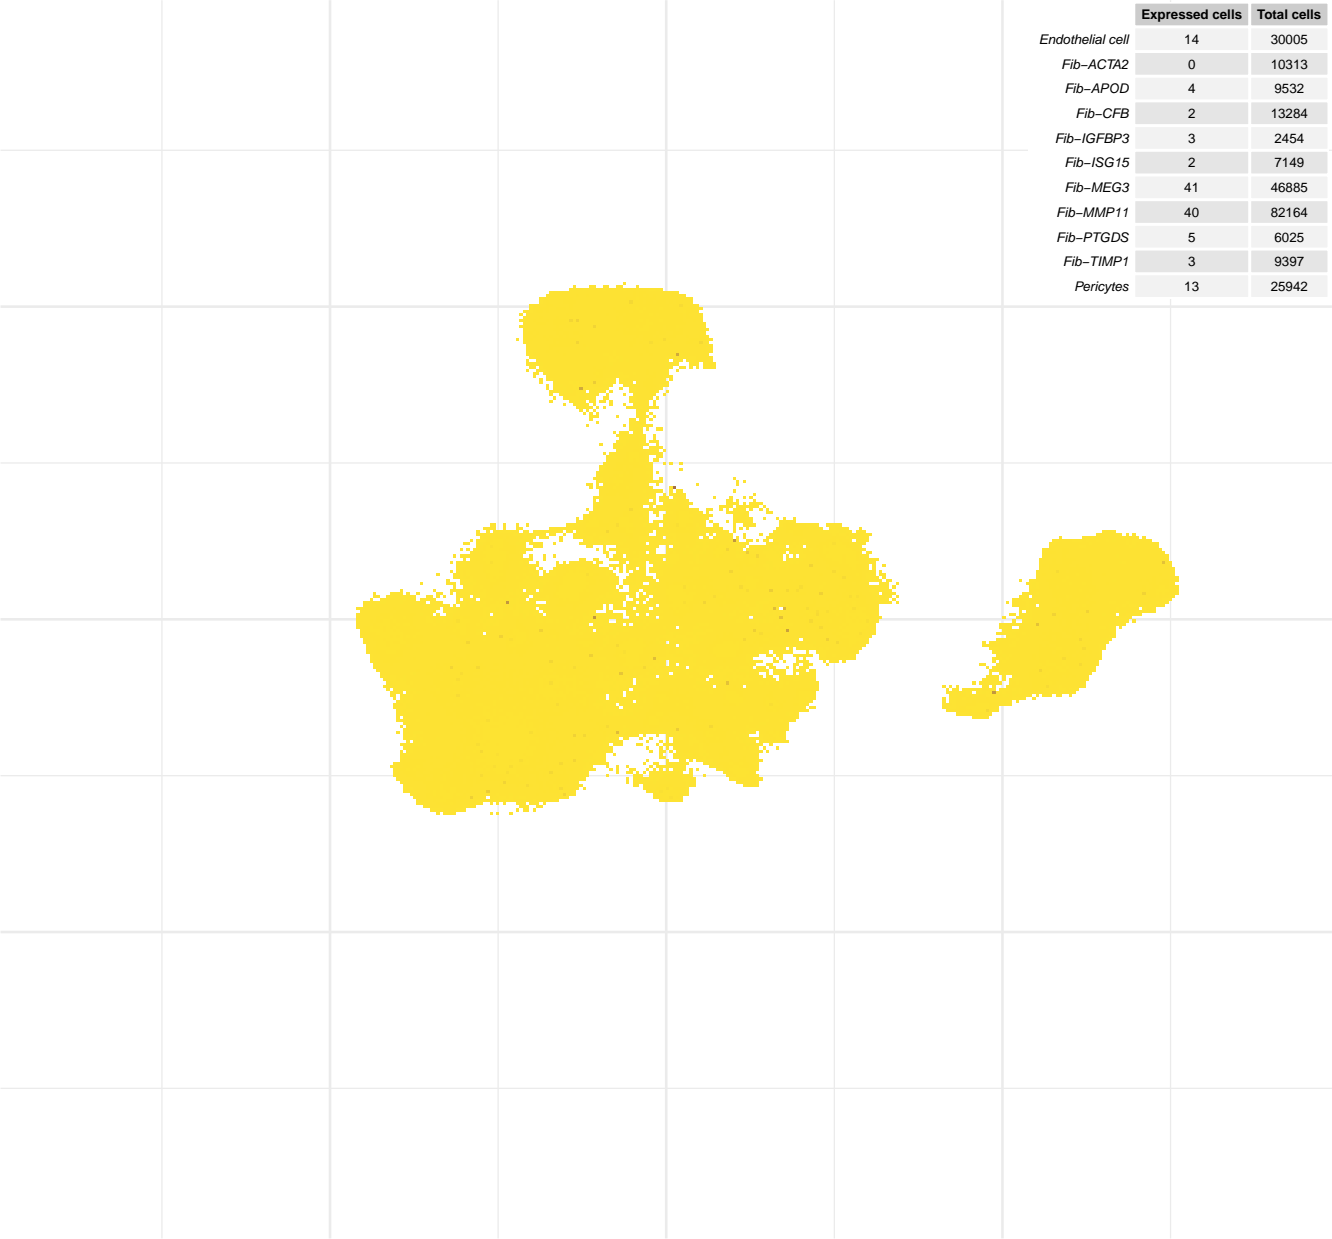 Expressed cells Total cells
Endothelial cell 14 30005
Fib−ACTA2 0 10313
Fib−APOD 4 9532
Fib−CFB 2 13284
Fib−IGFBP3 3 2454
Fib−ISG15 2 7149
Fib−MEG3 41 46885
Fib−MMP11 40 82164
Fib−PTGDS 5 6025
Fib−TIMP1 3 9397
Pericytes 13 25942